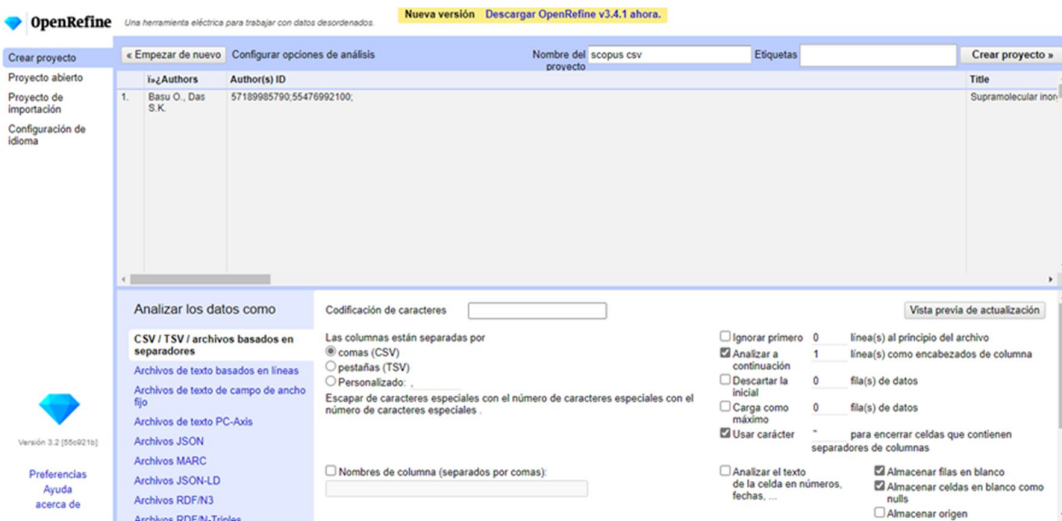 Nueva versión Descargar OpenRefine v3.4.1 ahora.
OpenRefine Una herramienta eléctrica para trabajar con datos desordenados.
Crear proyecto
Proyecto abierto
Proyecto de
importación
Configuración de
idioma
« Empezar de nuevo Configurar opciones de análisis
Nombre del
proyecto
scopus csv
Etiquetas
Crear proyecto »
ï»¿Authors Author(s) ID Title
1. Basu O., Das 57189985790;55476992100; Supramolecular inor
S.K.
Analizar los datos como
CSV / TSV / archivos basados en
separadores
Archivos de texto basados en líneas
Archivos de texto de campo de ancho
fijo
Archivos de texto PC-Axis
Archivos JSON
Archivos MARC
Archivos JSON-LD
Archivos RDF/N3
Archivos RDF/N-Triples
Codificación de caracteres
Vista previa de actualización
Las columnas están separadas por
comas (CSV)
pestañas (TSV)
Personalizado: ,
Escapar de caracteres especiales con el número de caracteres especiales con el
número de caracteres especiales .
Nombres de columna (separados por comas):
Ignorar primero 0 línea(s) al principio del archivo
Analizar a 1 línea(s) como encabezados de columna
continuación
Descartar la 0 fila(s) de datos
inicial
Carga como 0 fila(s) de datos
máximo
Usar carácter " para encerrar celdas que contienen
separadores de columnas
Analizar el texto
de la celda en números,
fechas, ...
Almacenar filas en blanco
Almacenar celdas en blanco como
nulls
Almacenar origen
Versión 3.2 [55c921b]
Preferencias
Ayuda
acerca de